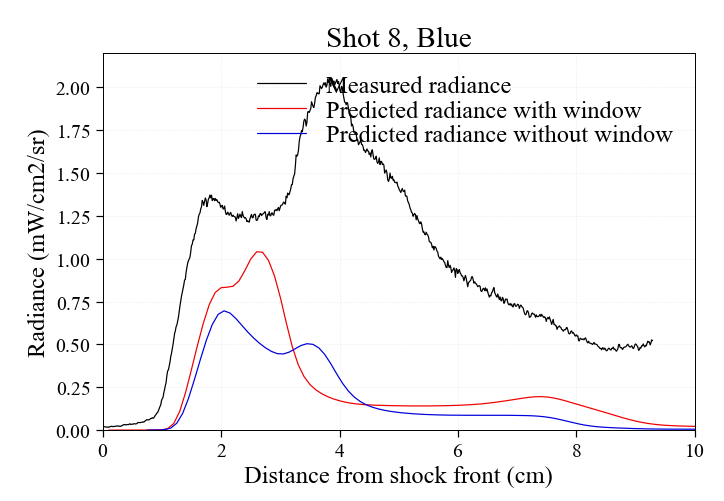 Shot 8, Blue
Measured radiance
Predicted radiance with window
Predicted radiance without window
Radiance (mW/cm2/sr)
2.00
1.75
1.50
1.25
1.00
0.75
0.50
0.25
0.00
0 2 4 6 8 10
Distance from shock front (cm)